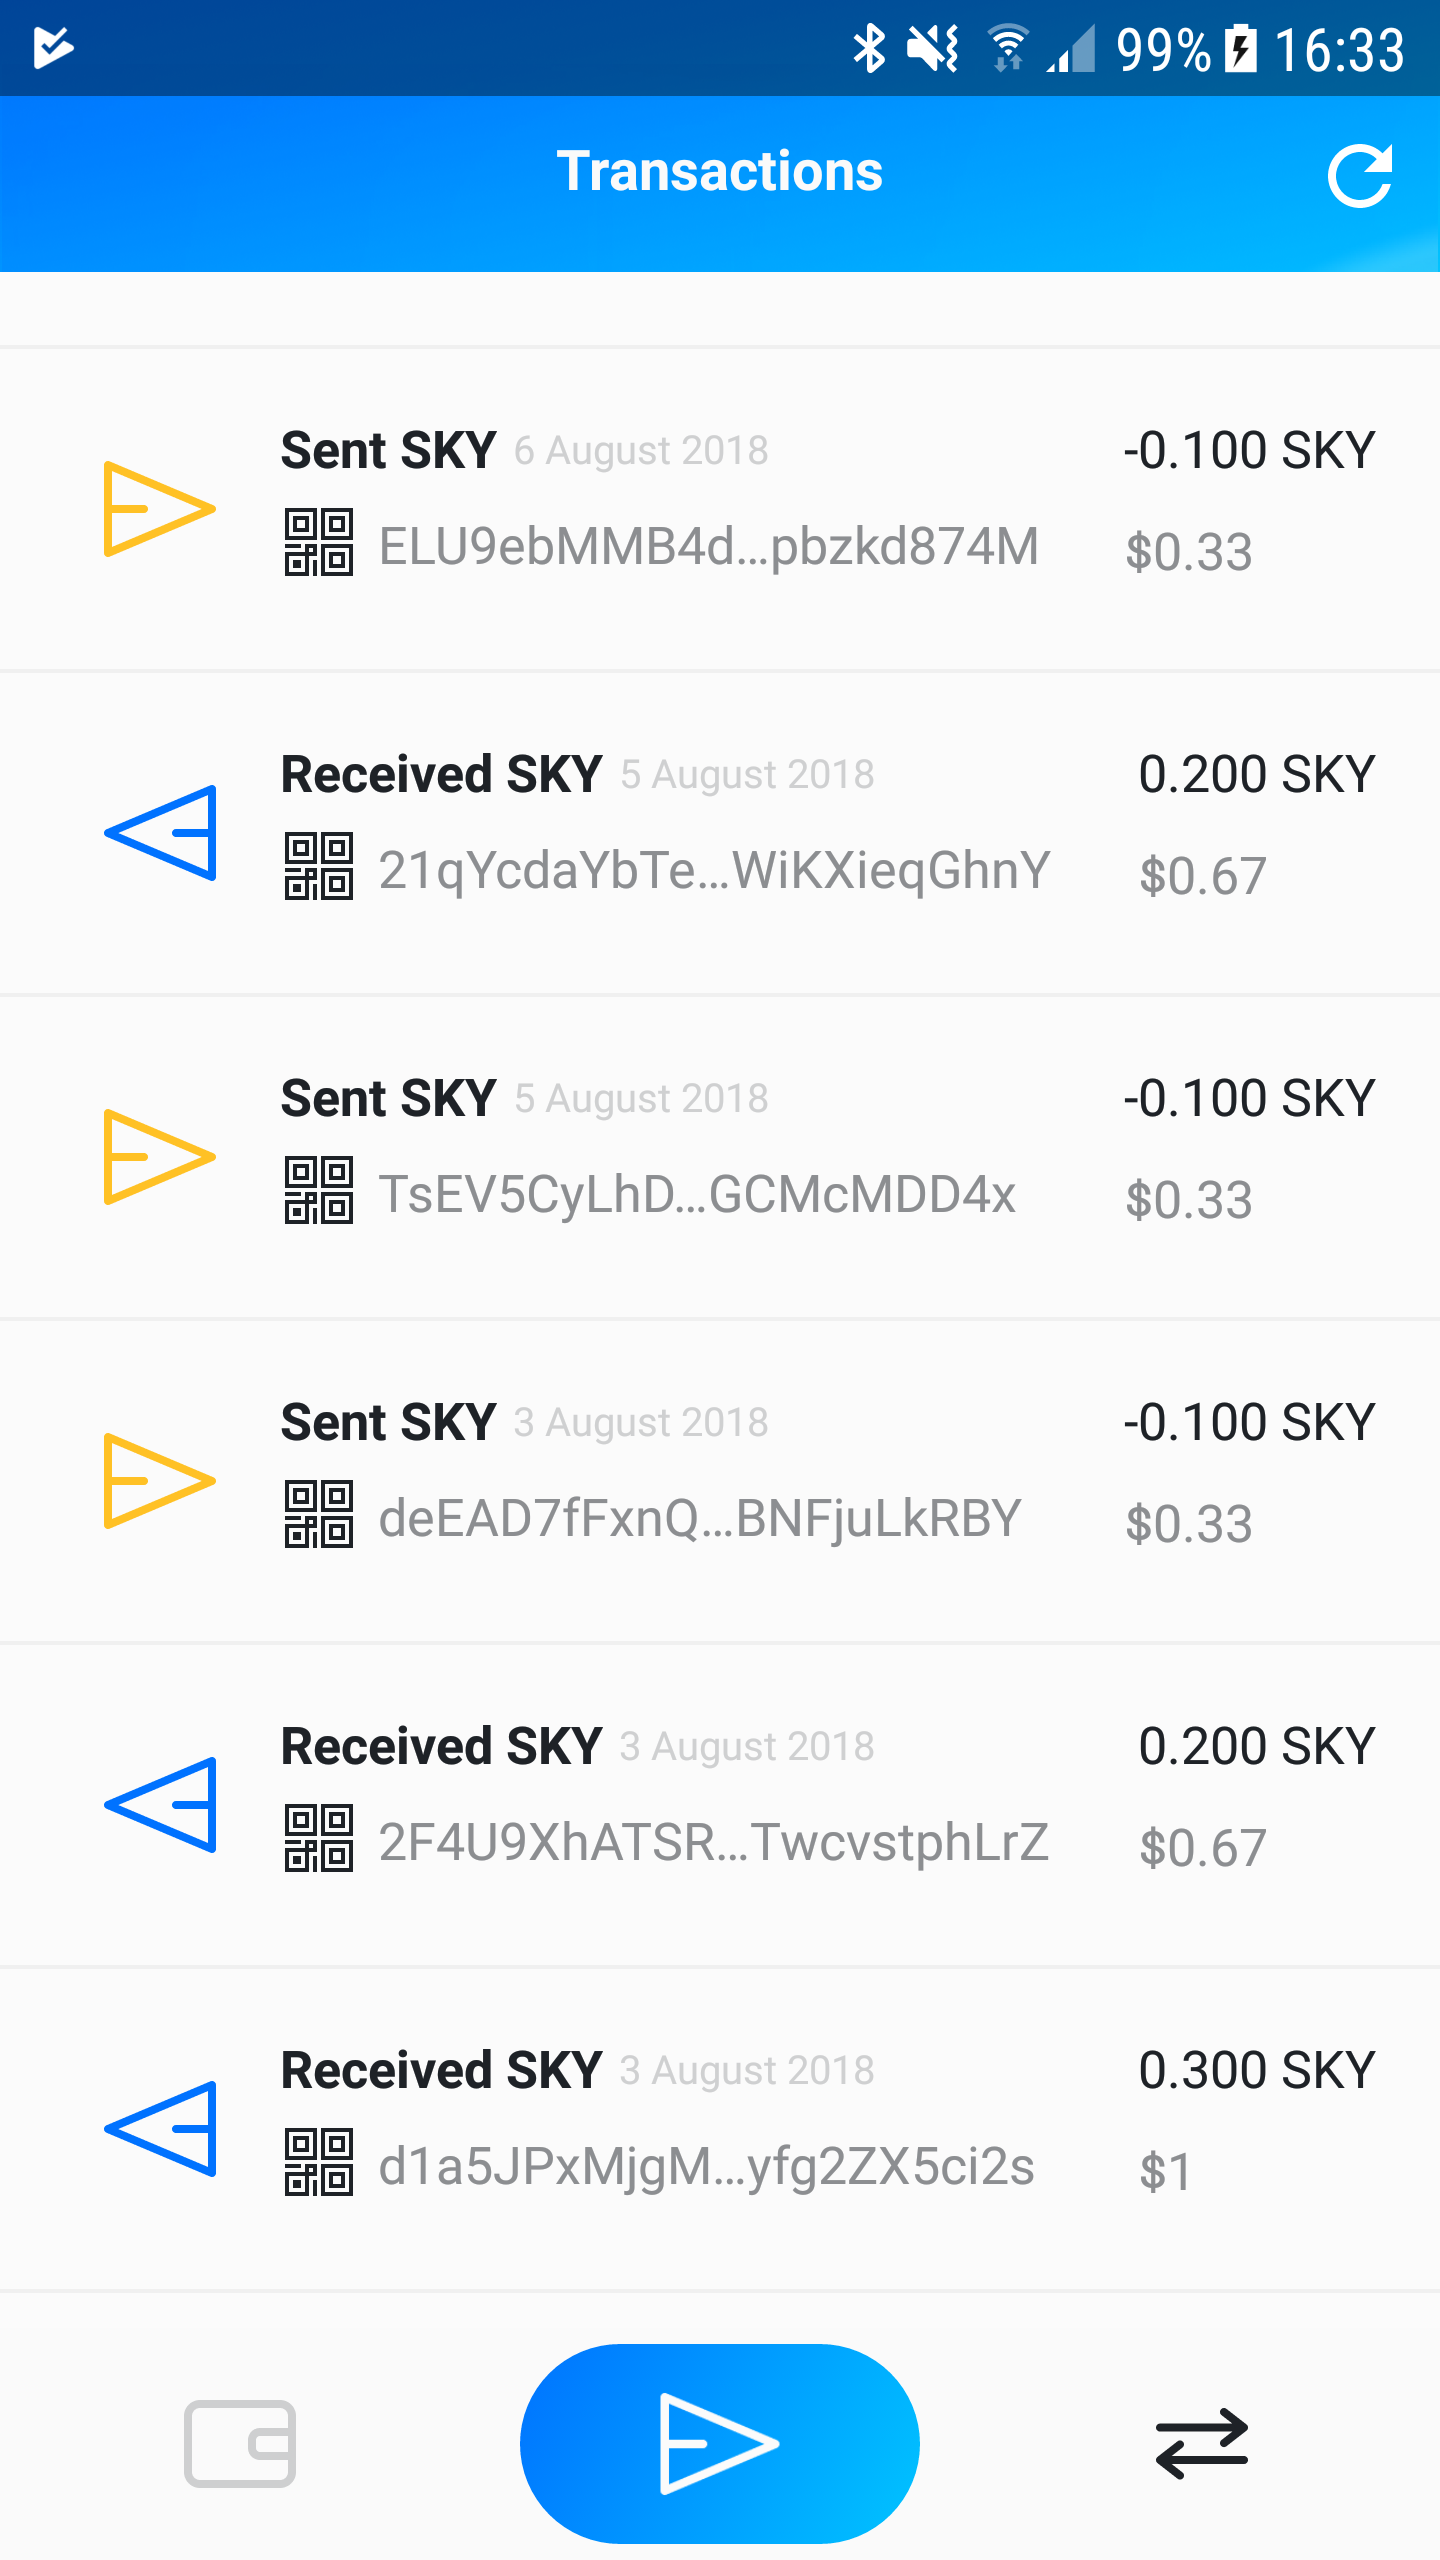 99% 16:33
Transactions
Sent SKY 6 August 2018 -0.100 SKY
ELU9ebMMB4d...pbzkd874M $0.33
Received SKY 5 August 2018 0.200 SKY
21qYcdaYbTe...WiKXieqGhnY $0.67
Sent SKY 5 August 2018 -0.100 SKY
TsEV5CyLhD...GCMcMDD4x $0.33
Sent SKY 3 August 2018 -0.100 SKY
deEAD7fFxnQ...BNFjuLkRBY $0.33
Received SKY 3 August 2018 0.200 SKY
2F4U9XhATSR...TwcvstphLrZ $0.67
Received SKY 3 August 2018 0.300 SKY
d1a5JPxMjgM...yfg2ZX5ci2s $1